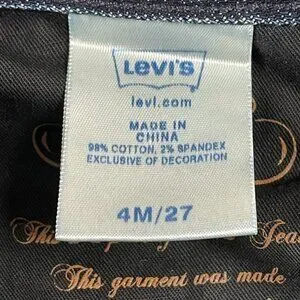 LEVI'S
levi.com
MADE IN
CHINA
98% COTTON, 2% SPANDEX
EXCLUSIVE OF DECORATION
4M/27
This garment was made